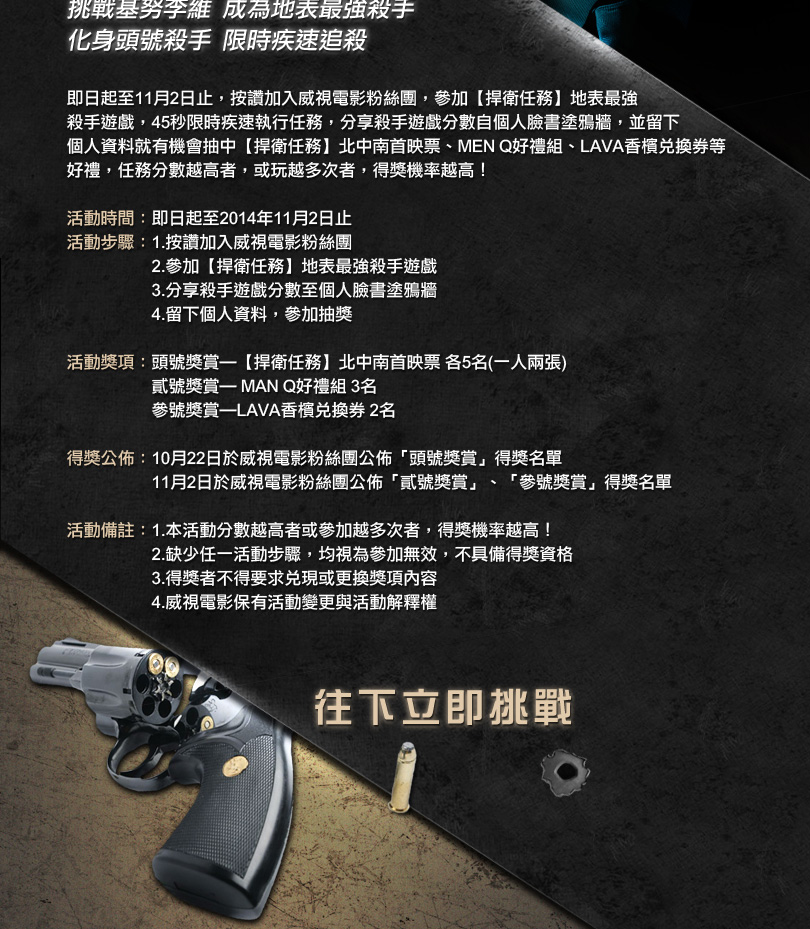 挑戰基努李維 成為地表最強殺手
化身頭號殺手 限時疾速追殺
即日起至11月2日止，按讚加入威視電影粉絲團，參加【捍衛任務】地表最強
殺手遊戲，45秒限時疾速執行任務，分享殺手遊戲分數自個人臉書塗鴉牆，並留下
個人資料就有機會抽中【捍衛任務】北中南首映票、MEN Q好禮組、LAVA香檳兌換券等
好禮，任務分數越高者，或玩越多次者，得獎機率越高！
活動時間：即日起至2014年11月2日止
活動步驟：1.按讚加入威視電影粉絲團
2.參加【捍衛任務】地表最強殺手遊戲
3.分享殺手遊戲分數至個人臉書塗鴉牆
4.留下個人資料，參加抽獎
活動獎項：頭號獎賞—【捍衛任務】北中南首映票 各5名(一人兩張)
貳號獎賞— MAN Q好禮組 3名
參號獎賞—LAVA香檳兌換券 2名
得獎公佈：10月22日於威視電影粉絲團公佈「頭號獎賞」得獎名單
11月2日於威視電影粉絲團公佈「貳號獎賞」、「參號獎賞」得獎名單
活動備註：1.本活動分數越高者或參加越多次者，得獎機率越高！
2.缺少任一活動步驟，均視為參加無效，不具備得獎資格
3.得獎者不得要求兌現或更換獎項內容
4.威視電影保有活動變更與活動解釋權
往下立即挑戰